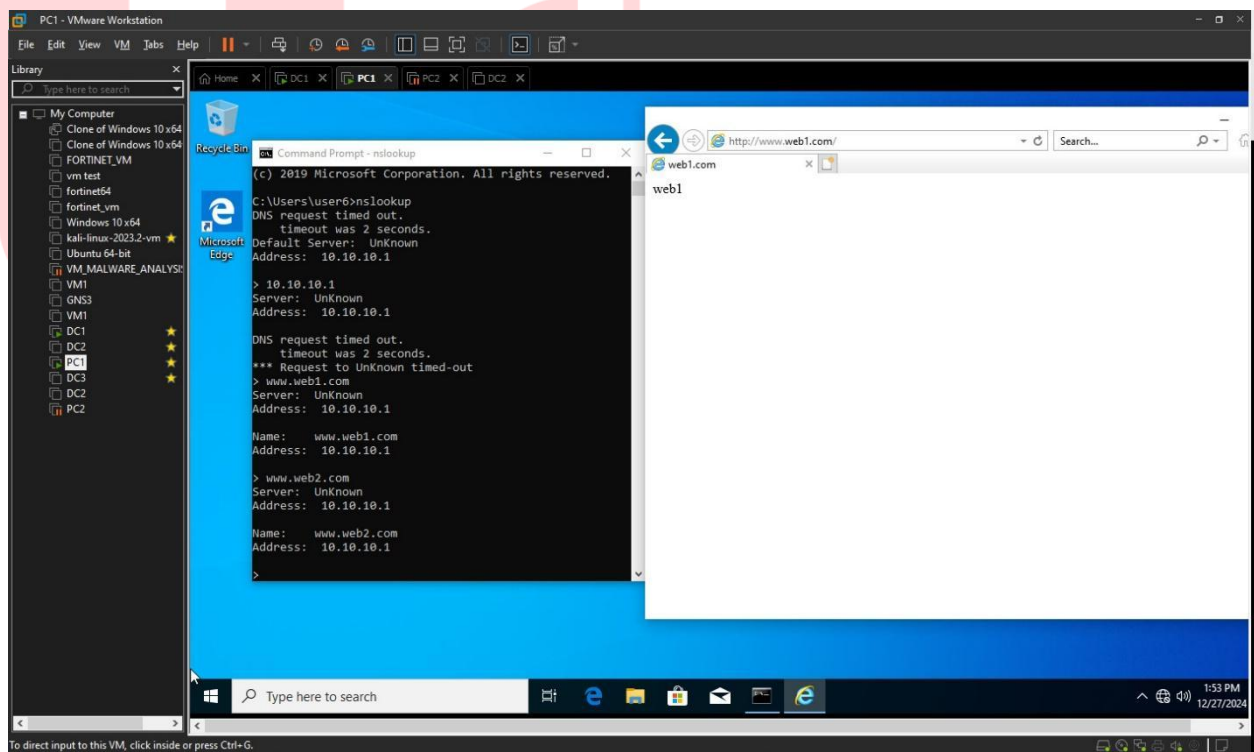 PC1 - VMware Workstation
File Edit View VM Tabs Help
Library
Type here to search
Home DC1 PC1 PC2 DC2
My Computer
Clone of Windows 10 x64
Clone of Windows 10 x64
FORTINET_VM
vm test
fortinet64
fortinet_vm
Windows 10 x64
kali-linux-2023.2-vm
Ubuntu 64-bit
VM_MALWARE_ANALYSIS
VM1
GNS3
VM1
DC1
DC2
PC1
DC3
DC2
PC2
Recycle Bin
Microsoft
Edge
Command Prompt - nslookup
(c) 2019 Microsoft Corporation. All rights reserved.
C:\Users\user6>nslookup
DNS request timed out.
timeout was 2 seconds.
Default Server: UnKnown
Address: 10.10.10.1
> 10.10.10.1
Server: UnKnown
Address: 10.10.10.1
DNS request timed out.
timeout was 2 seconds.
*** Request to UnKnown timed-out
> www.web1.com
Server: UnKnown
Address: 10.10.10.1
Name: www.web1.com
Address: 10.10.10.1
> www.web2.com
Server: UnKnown
Address: 10.10.10.1
Name: www.web2.com
Address: 10.10.10.1
>
http://www.web1.com/
Search...
web1.com
web1
Type here to search
1:53 PM
12/27/2024
To direct input to this VM, click inside or press Ctrl+G.